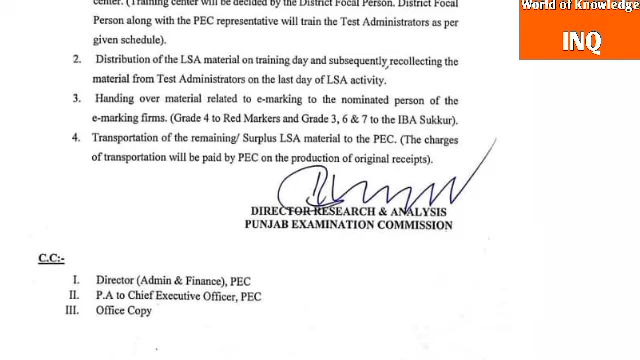 center. (Training center will be decided by the District Focal Person. District Focal
Person along with the PEC representative will train the Test Administrators as per
given schedule).
2. Distribution of the LSA material on training day and subsequently recollecting the
material from Test Administrators on the last day of LSA activity.
3. Handing over material related to e-marking to the nominated person of the
e-marking firms. (Grade 4 to Red Markers and Grade 3, 6 & 7 to the IBA Sukkur).
4. Transportation of the remaining/ Surplus LSA material to the PEC. (The charges
of transportation will be paid by PEC on the production of original receipts).
DIRECTOR RESEARCH & ANALYSIS
PUNJAB EXAMINATION COMMISSION
C.C:-
I. Director (Admin & Finance), PEC
II. P.A to Chief Executive Officer, PEC
III. Office Copy
World of Knowledge
INQ